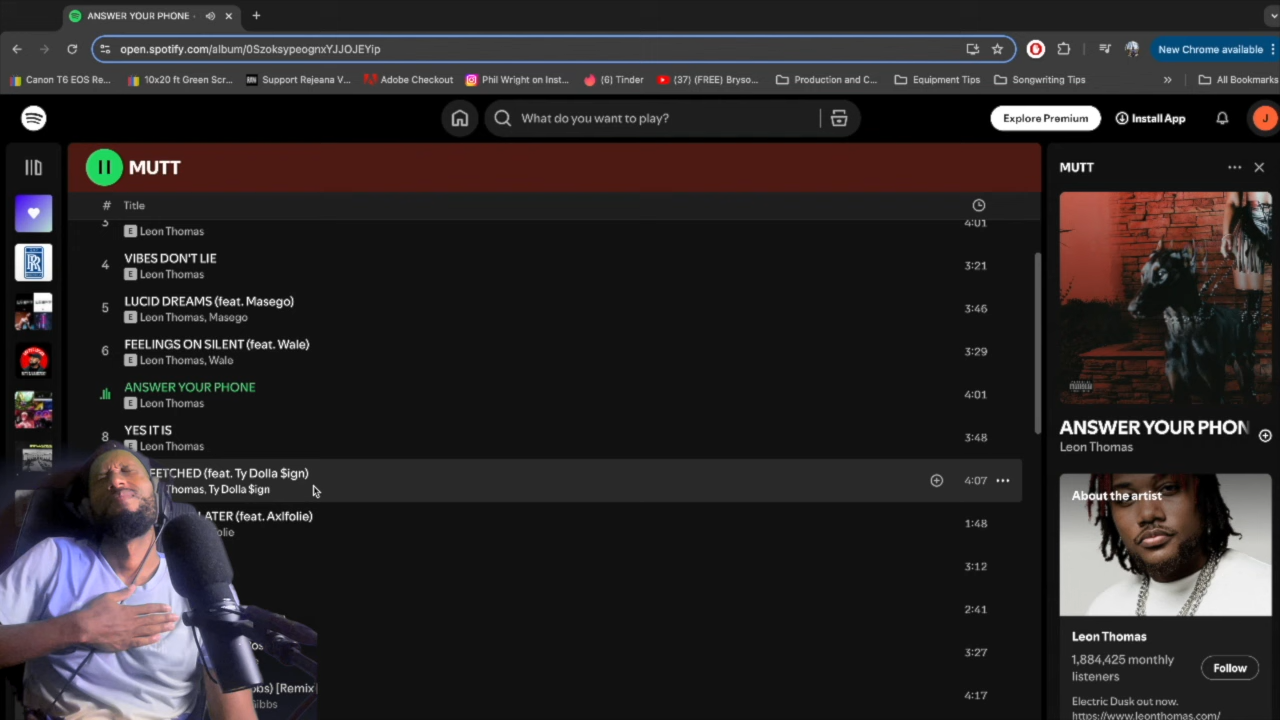 ANSWER YOUR PHONE ·
open.spotify.com/album/0SzoksypeognxYJJOJEYip
New Chrome available
Canon T6 EOS Re...
10x20 ft Green Scr...
Support Rejeana V...
Adobe Checkout
Phil Wright on Inst...
(6) Tinder
(37) (FREE) Bryso...
Production and C...
Equipment Tips
Songwriting Tips
»
All Bookmarks
What do you want to play?
Explore Premium
Install App
J
MUTT
# Title
3
E Leon Thomas
4:01
4
VIBES DON'T LIE
E Leon Thomas
3:21
5
LUCID DREAMS (feat. Masego)
E Leon Thomas, Masego
3:46
6
FEELINGS ON SILENT (feat. Wale)
E Leon Thomas, Wale
3:29
ANSWER YOUR PHONE
E Leon Thomas
4:01
8
YES IT IS
E Leon Thomas
3:48
FETCHED (feat. Ty Dolla $ign)
Thomas, Ty Dolla $ign
4:07
LATER (feat. Axlfolie)
olie
1:48
3:12
2:41
3:27
bbs) [Remix
Gibbs
4:17
MUTT
ANSWER YOUR PHON
Leon Thomas
About the artist
Leon Thomas
1,884,425 monthly
listeners
Follow
Electric Dusk out now.
https://www.leonthomas.com/